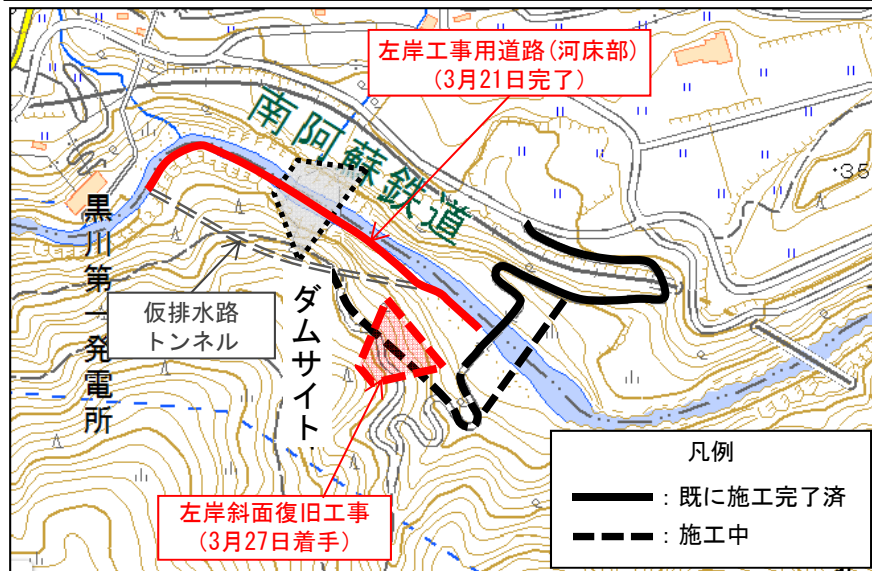 左岸工事用道路(河床部)
(3月21日完了)
南阿蘇鉄道
・35
黒川第一発電所
仮排水路
トンネル
ダムサイト
左岸斜面復旧工事
(3月27日着手)
凡例
：既に施工完了済
：施工中